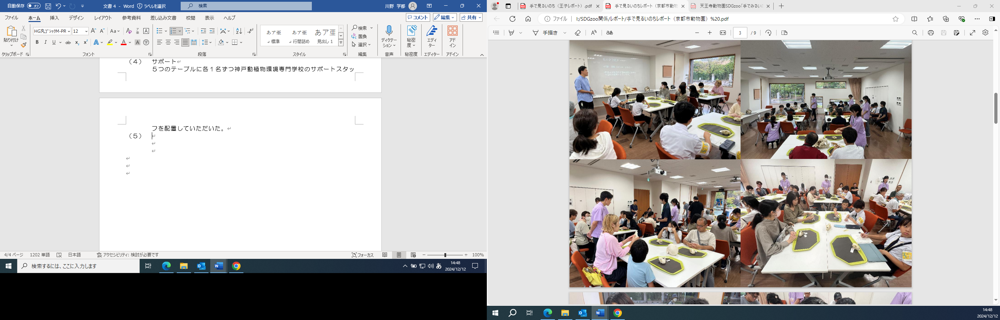 自動保存 オフ 文書 4 - Word ラベルを選択 検索 川野 学都
ファイル ホーム 挿入 デザイン レイアウト 参考資料 差し込み文書 校閲 表示 ヘルプ コメント 編集 共有
HG丸ｺﾞｼｯｸM-PR 12
貼り付け
あア亜 あア亜 あア亜
標準 行間詰め 見出し 1
検索
置換
選択
ディクテーション
秘密度
エディター
アドイン
クリップボード フォント 段落 スタイル 編集 音声 秘密度 エディター アドイン
（４） サポート
５つのテーブルに各１名ずつ神戸動植物環境専門学校のサポートスタッ
フを配置していただいた。
（５）
4/4 ページ 1202 単語 日本語 アクセシビリティ: 検討が必要です フォーカス 100%
検索するには、ここに入力します あ 14:48
2024/12/12
手で見るいのち（王子レポート）.pdf 手で見るいのちレポート（京都市動物 天王寺動物園SDGzoo「手でみるい
ファイル I:/SDGzoo関係/レポート/手で見るいのちレポート（京都市動物園）%20.pdf
手描き aあ 3 / 9
14:48
2024/12/12